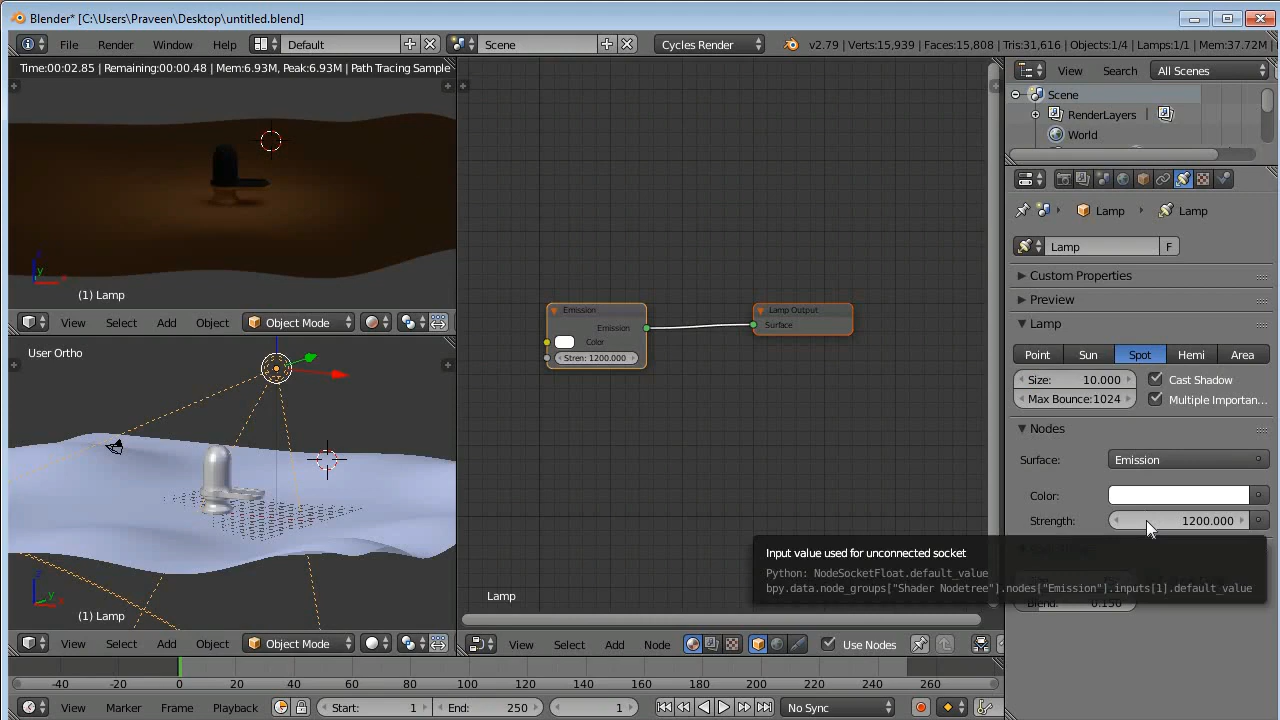 Blender* [C:\Users\Praveen\Desktop\untitled.blend]
File Render Window Help Default Scene Cycles Render v2.79 | Verts:15,939 | Faces:15,808 | Tris:31,616 | Objects:1/4 | Lamps:1/1 | Mem:37.72M |
Time:00:02.85 | Remaining:00:00.48 | Mem:6.93M, Peak:6.93M | Path Tracing Sample
(1) Lamp
View Select Add Object Object Mode
User Ortho
(1) Lamp
View Select Add Object Object Mode
Emission
Emission
Color
Stren: 1200.000
Lamp Output
Surface
Lamp
View Select Add Node Use Nodes
-40 -20 0 20 40 60 80 100 120 140 160 180 200 220 240 260
View Marker Frame Playback Start: 1 End: 250 1 No Sync
View Search All Scenes
Scene
RenderLayers
World
Lamp Lamp
Lamp F
Custom Properties
Preview
Lamp
Point Sun Spot Hemi Area
Size: 10.000 Cast Shadow
Max Bounce:1024 Multiple Importan...
Nodes
Surface: Emission
Color:
Strength: 1200.000
Input value used for unconnected socket
Python: NodeSocketFloat.default_value
bpy.data.node_groups["Shader Nodetree"].nodes["Emission"].inputs[1].default_value
Blend: 0.150